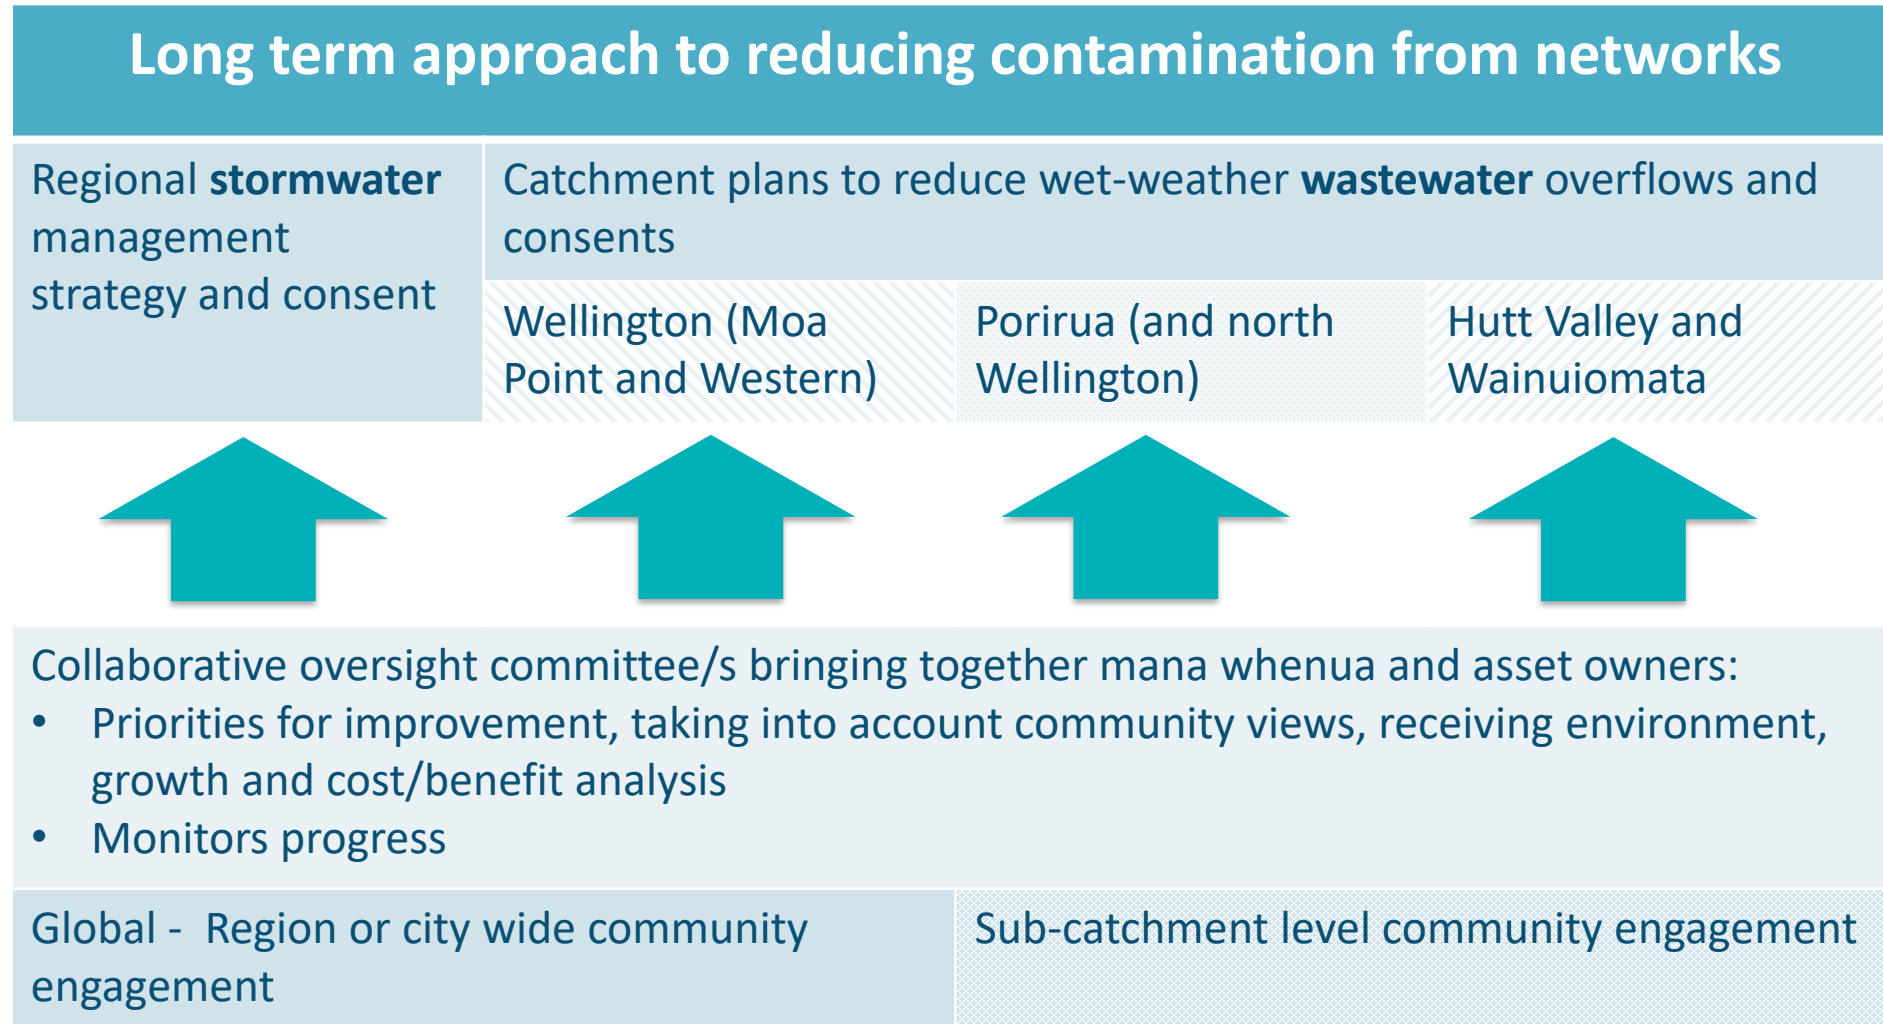 Long term approach to reducing contamination from networks
Regional stormwater
management
strategy and consent
Catchment plans to reduce wet-weather wastewater overflows and
consents
Wellington (Moa
Point and Western)
Porirua (and north
Wellington)
Hutt Valley and
Wainuiomata
Collaborative oversight committee/s bringing together mana whenua and asset owners:
• Priorities for improvement, taking into account community views, receiving environment,
growth and cost/benefit analysis
• Monitors progress
Global - Region or city wide community
engagement
Sub-catchment level community engagement